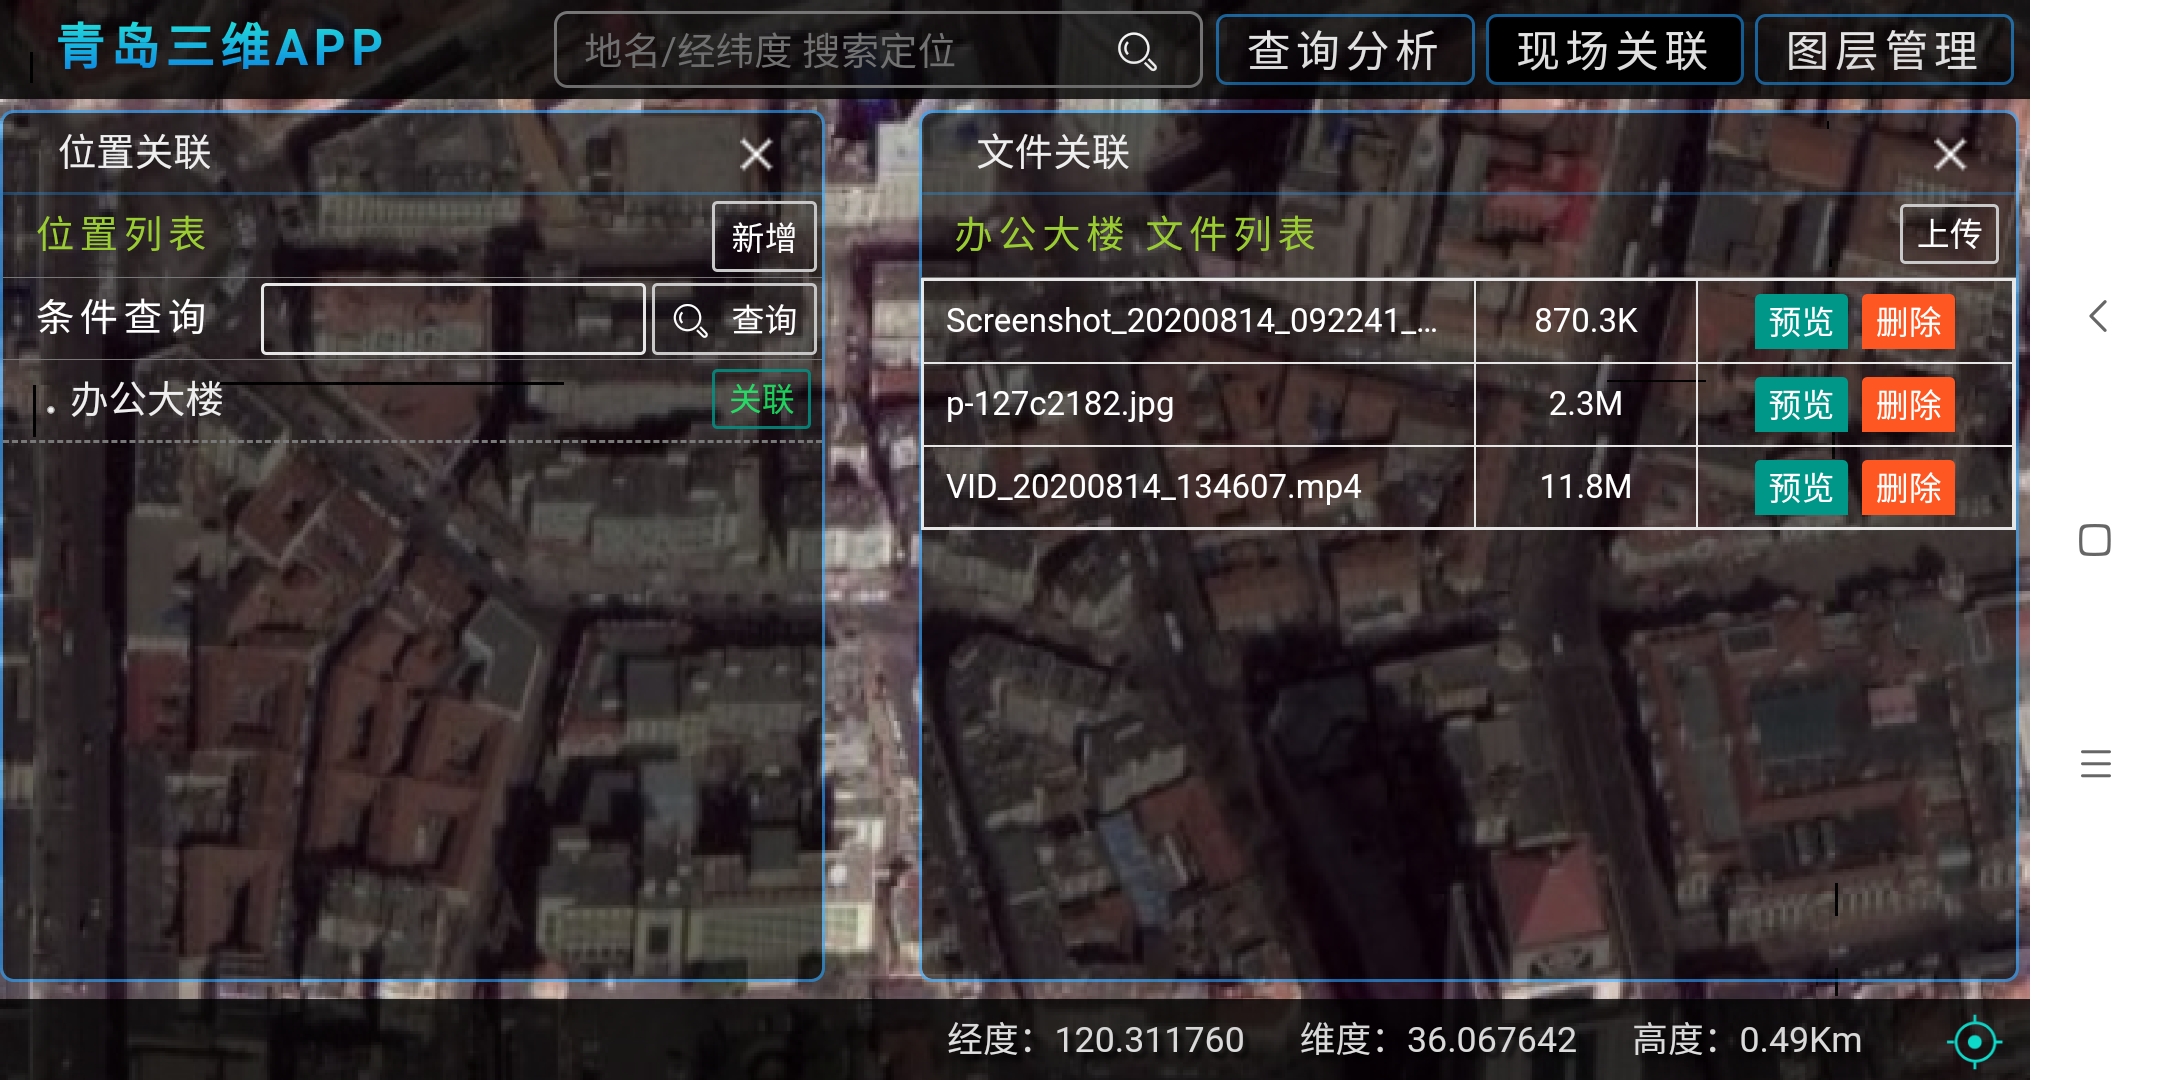 青岛三维APP
地名/经纬度 搜索定位
查询分析
现场关联
图层管理
位置关联
位置列表
新增
条件查询
查询
办公大楼
关联
文件关联
办公大楼 文件列表
上传
Screenshot_20200814_092241_... 870.3K 预览 删除
p-127c2182.jpg 2.3M 预览 删除
VID_20200814_134607.mp4 11.8M 预览 删除
经度：120.311760 维度：36.067642 高度：0.49Km